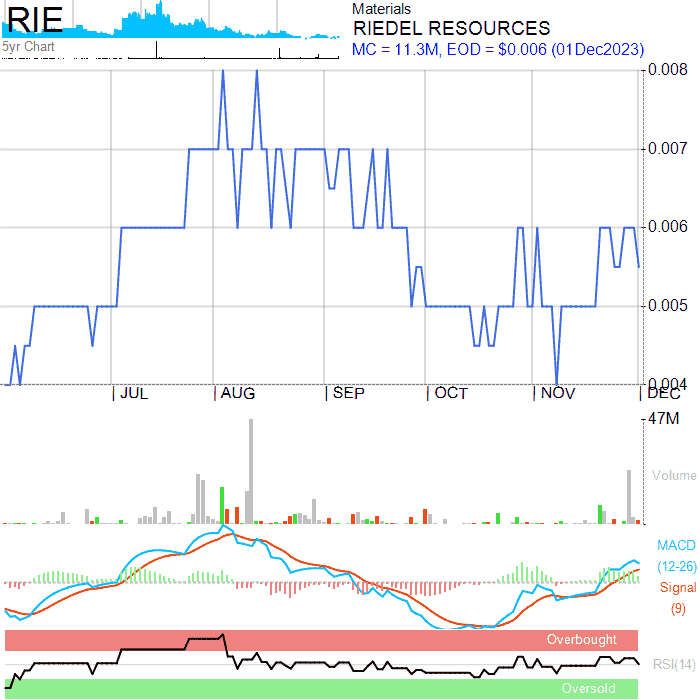 RIE
Materials
RIEDEL RESOURCES
MC = 11.3M, EOD = $0.006 (01Dec2023)
5yr Chart
0.008
0.007
0.006
0.005
0.004
JUL AUG SEP OCT NOV DEC
47M
Volume
MACD
(12-26)
Signal
(9)
Overbought
RSI(14)
Oversold